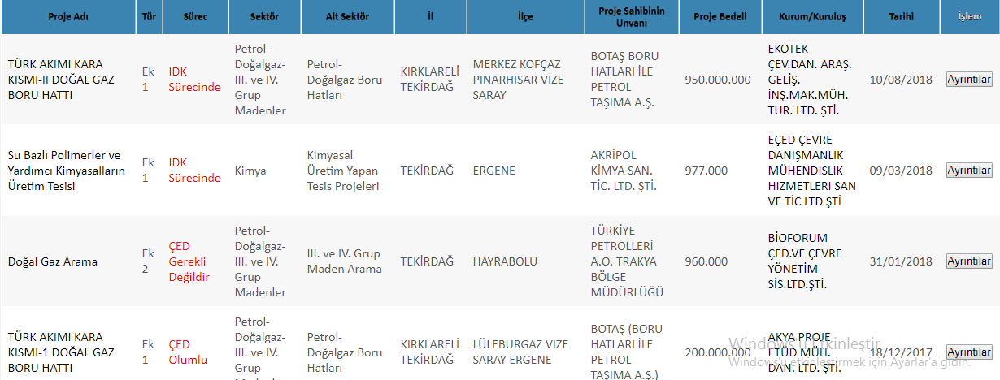 Proje Adı
Tür
Sürec
Sektör
Alt Sektör
İl
İlçe
Proje Sahibinin
Unvanı
Proje Bedeli
Kurum/Kuruluş
Tarihi
İşlem
TÜRK AKIMI KARA
KISMI-II DOĞAL GAZ
BORU HATTI
Ek
1
IDK
Sürecinde
Petrol-
Doğalgaz-
III. ve IV.
Grup
Madenler
Petrol-
Doğalgaz Boru
Hatları
KIRKLARELİ
TEKİRDAĞ
MERKEZ KOFÇAZ
PINARHISAR VIZE
SARAY
BOTAŞ BORU
HATLARI İLE
PETROL
TAŞIMA A.Ş.
950.000.000
EKOTEK
ÇEV.DAN. ARAŞ.
GELİŞ.
İNŞ.MAK.MÜH.
TUR. LTD. ŞTİ.
10/08/2018
Ayrıntılar
Su Bazlı Polimerler ve
Yardımcı Kimyasalların
Üretim Tesisi
Ek
1
IDK
Sürecinde
Kimya
Kimyasal
Üretim Yapan
Tesis Projeleri
TEKİRDAĞ
ERGENE
AKRİPOL
KİMYA SAN.
TİC. LTD. ŞTİ.
977.000
EÇED ÇEVRE
DANIŞMANLIK
MÜHENDISLIK
HIZMETLERI SAN
VE TİC LTD ŞTİ
09/03/2018
Ayrıntılar
Doğal Gaz Arama
Ek
2
ÇED
Gerekli
Değildir
Petrol-
Doğalgaz-
III. ve IV.
Grup
Madenler
III. ve IV. Grup
Maden Arama
TEKİRDAĞ
HAYRABOLU
TÜRKİYE
PETROLLERİ
A.O. TRAKYA
BÖLGE
MÜDÜRLÜĞÜ
960.000
BİOFORUM
ÇED.VE ÇEVRE
YÖNETİM
SİS.LTD.ŞTİ.
31/01/2018
Ayrıntılar
TÜRK AKIMI KARA
KISMI-1 DOĞAL GAZ
BORU HATTI
Ek
1
ÇED
Olumlu
Petrol-
Doğalgaz-
III. ve IV.
Grup
Petrol-
Doğalgaz Boru
Hatları
KIRKLARELİ
TEKİRDAĞ
LÜLEBURGAZ VIZE
SARAY ERGENE
BOTAŞ (BORU
HATLARI İLE
PETROL
TAŞIMA A.Ş.)
200.000.000
AKYA PROJE
ETÜD MÜH.
DAN. LTD. ŞTİ.
18/12/2017
Ayrıntılar
Windows'u Etkinleştir
Windows'u etkinleştirmek için Ayarlar'a gidin.